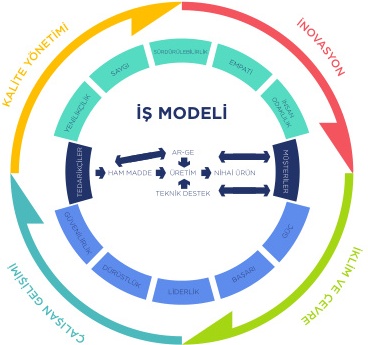 KALİTE YÖNETİMİ
İNOVASYON
SÜRDÜRÜLEBİLİRLİK
SAYGI
EMPATİ
YENİLİKÇİLİK
İNSAN
ODAKLILIK
İŞ MODELİ
TEDARİKÇİLER
AR-GE
HAM MADDE
ÜRETİM
NİHAİ ÜRÜN
TEKNİK DESTEK
MÜŞTERİLER
GÜVENİLİRLİK
GÜÇ
DÜRÜSTLÜK
BAŞARI
LİDERLİK
ÇALIŞAN GELİŞİMİ
İKLİM VE ÇEVRE